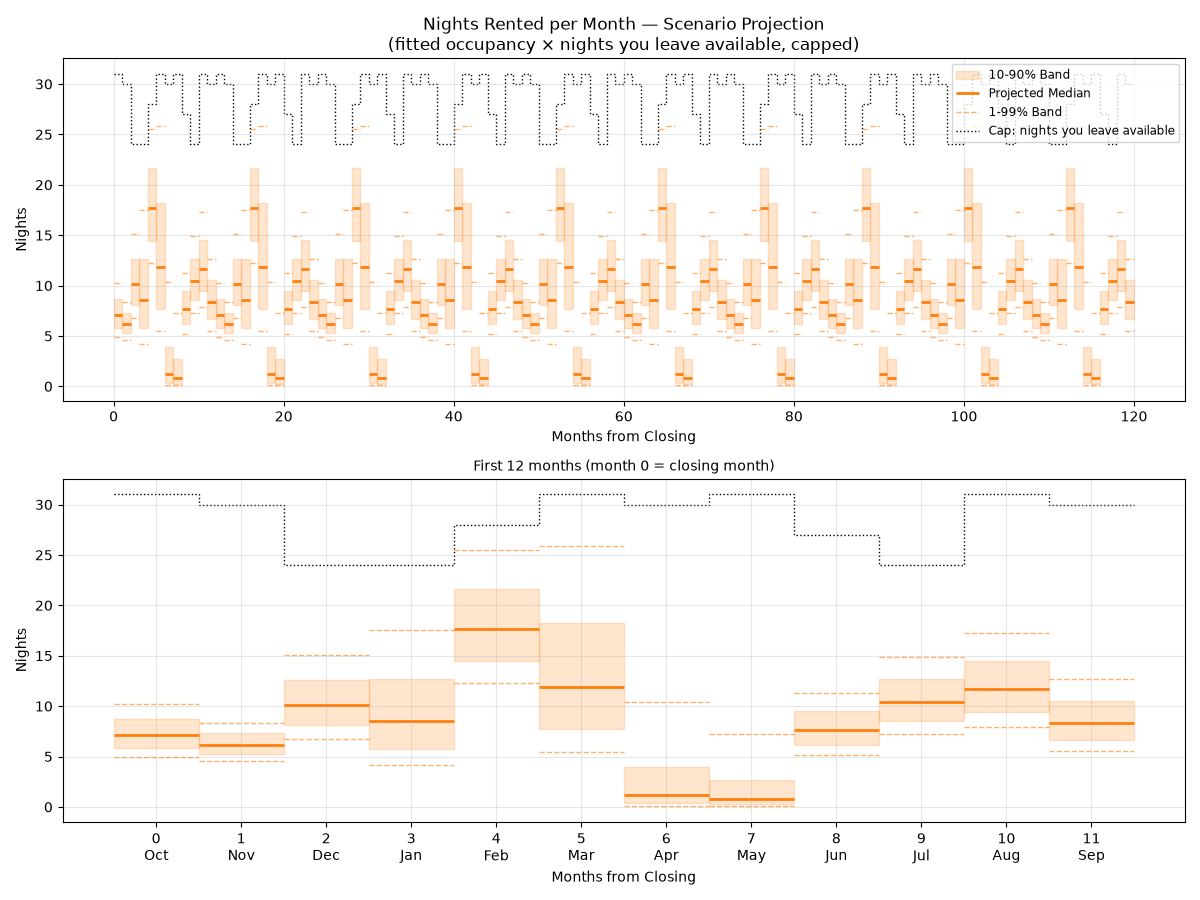 Nights Rented per Month — Scenario Projection
(fitted occupancy × nights you leave available, capped)
Nights
30
25
20
15
10
5
0
10-90% Band
Projected Median
1-99% Band
Cap: nights you leave available
0 20 40 60 80 100 120
Months from Closing
First 12 months (month 0 = closing month)
Nights
30
25
20
15
10
5
0
0 1 2 3 4 5 6 7 8 9 10 11
Oct Nov Dec Jan Feb Mar Apr May Jun Jul Aug Sep
Months from Closing